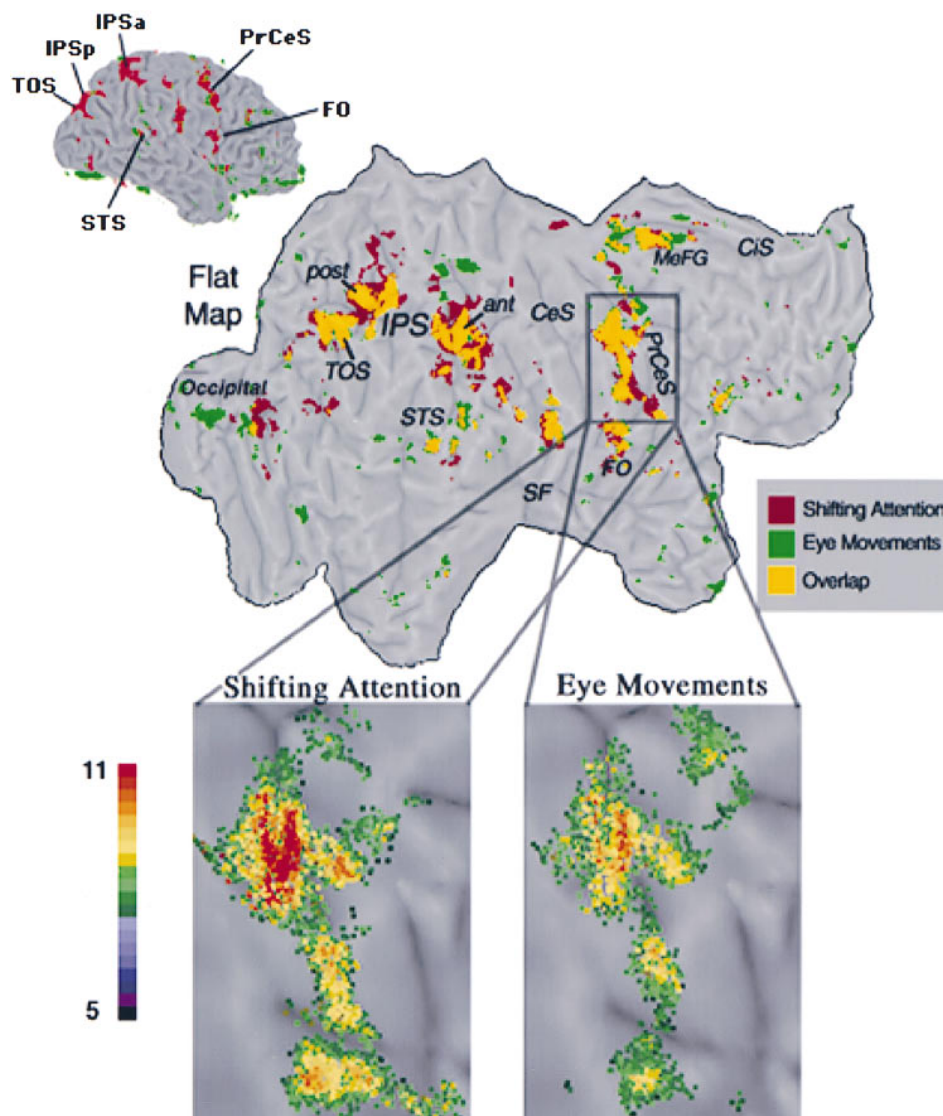 IPSa
IPSp
PrCeS
TOS
FO
STS
Flat
Map
post
IPS
ant
TOS
CeS
MeFG
CiS
PrCeS
Occipital
STS
FO
SF
Shifting Attention
Eye Movements
Overlap
Shifting Attention
Eye Movements
11
5